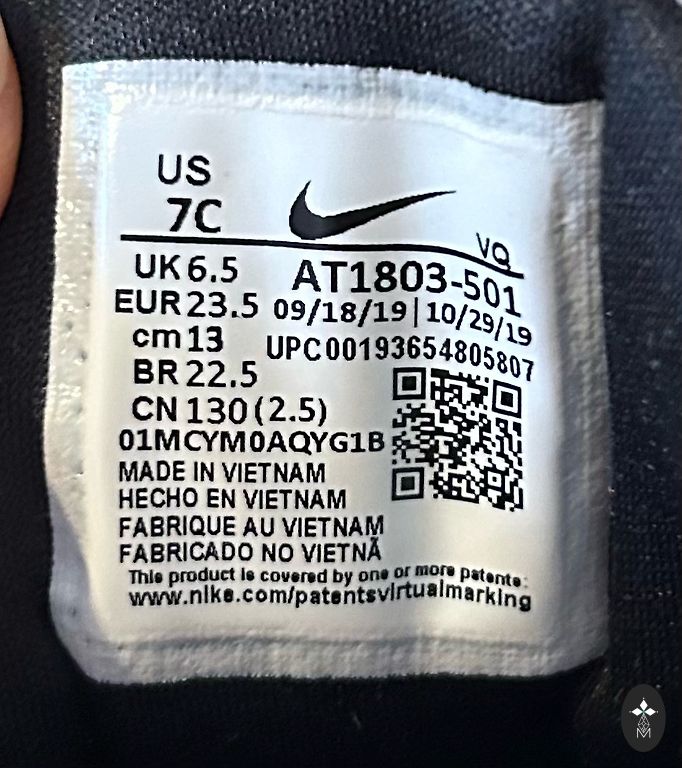 US
7C
VQ
UK 6.5
AT1803-501
EUR 23.5
09/18/19 | 10/29/19
cm 13
UPC00193654805807
BR 22.5
CN 130 (2.5)
01MCYM0AQYG1B
MADE IN VIETNAM
HECHO EN VIETNAM
FABRIQUE AU VIETNAM
FABRICADO NO VIETNÃ
This product is covered by one or more patents:
www.nike.com/patentsvirtualmarking
M